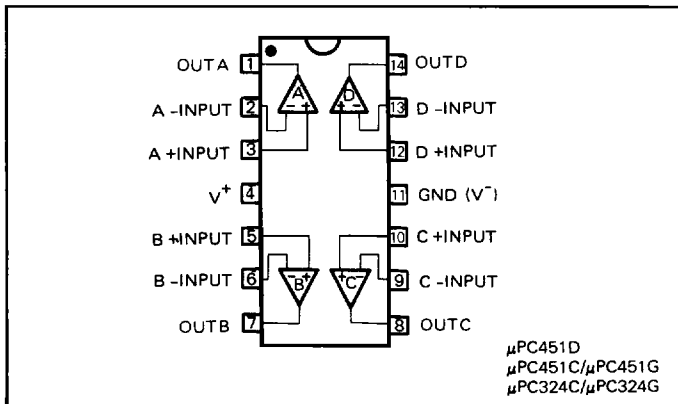 OUTA 1 14 OUTD
A D
A -INPUT 2 - + + - 13 D -INPUT
A +INPUT 3 12 D +INPUT
V+ 4 11 GND (V-)
B +INPUT 5 10 C +INPUT
B -INPUT 6 - + + - 9 C -INPUT
B C
OUTB 7 8 OUTC
μPC451D
μPC451C/μPC451G
μPC324C/μPC324G